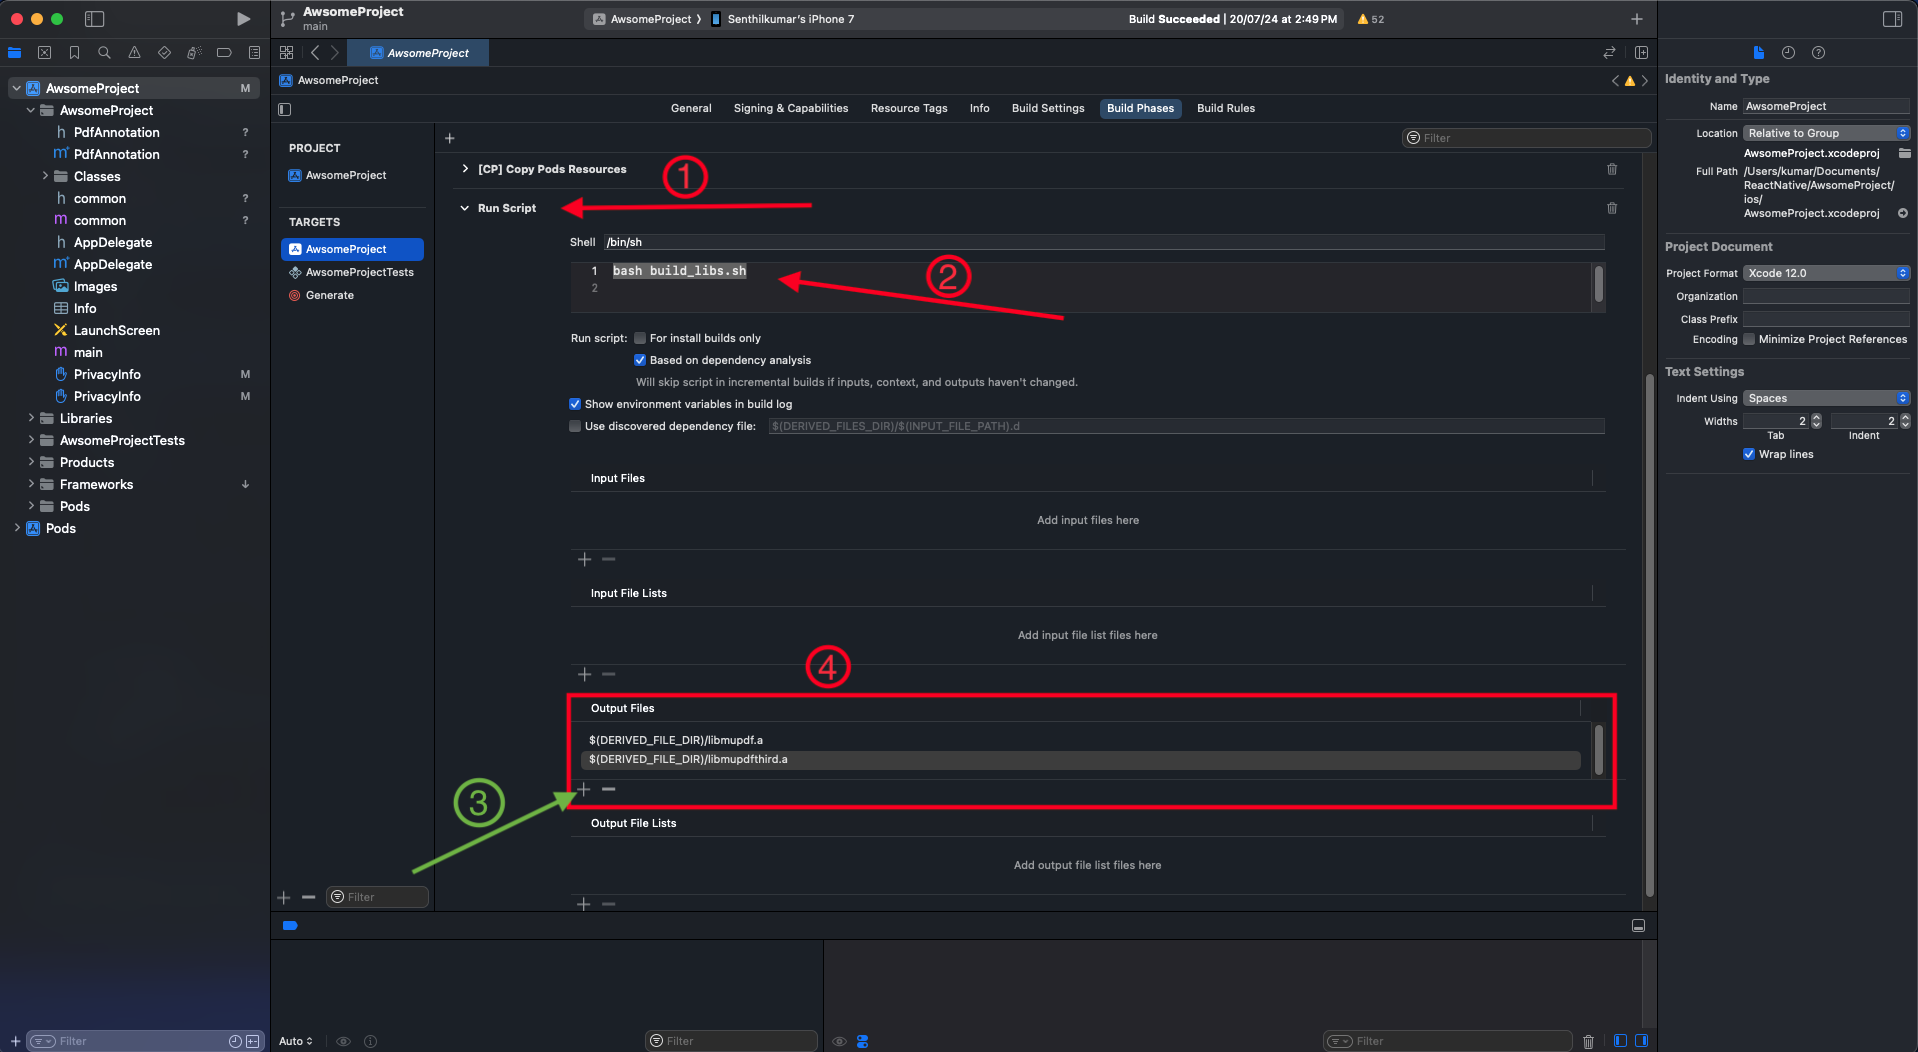 AwsomeProject
main
AwsomeProject 〉 Senthilkumar's iPhone 7
Build Succeeded | 20/07/24 at 2:49 PM
52
AwsomeProject
AwsomeProject
General Signing & Capabilities Resource Tags Info Build Settings Build Phases Build Rules
AwsomeProject M
AwsomeProject
h PdfAnnotation ?
m PdfAnnotation ?
Classes
h common ?
m common ?
h AppDelegate
m AppDelegate
Images
Info
LaunchScreen
m main
PrivacyInfo M
PrivacyInfo M
Libraries
AwsomeProjectTests
Products
Frameworks
Pods
Pods
Filter
PROJECT
AwsomeProject
TARGETS
AwsomeProject
AwsomeProjectTests
Generate
Filter
Filter
[CP] Copy Pods Resources
1
Run Script
Shell /bin/sh
1 bash build_libs.sh
2
2
Run script: For install builds only
Based on dependency analysis
Will skip script in incremental builds if inputs, context, and outputs haven't changed.
Show environment variables in build log
Use discovered dependency file: $(DERIVED_FILES_DIR)/$(INPUT_FILE_PATH).d
Input Files
Add input files here
Input File Lists
Add input file list files here
4
Output Files
$(DERIVED_FILE_DIR)/libmupdf.a
$(DERIVED_FILE_DIR)/libmupdfthird.a
3
Output File Lists
Add output file list files here
Auto
Filter
Filter
Identity and Type
Name AwsomeProject
Location Relative to Group
AwsomeProject.xcodeproj
Full Path /Users/kumar/Documents/
ReactNative/AwsomeProject/
ios/
AwsomeProject.xcodeproj
Project Document
Project Format Xcode 12.0
Organization
Class Prefix
Encoding Minimize Project References
Text Settings
Indent Using Spaces
Widths 2 2
Tab Indent
Wrap lines